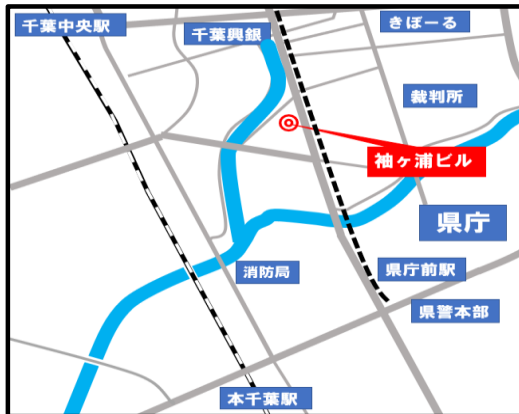 千葉中央駅
千葉興銀
きぼーる
裁判所
袖ヶ浦ビル
県庁
消防局
県庁前駅
県警本部
本千葉駅